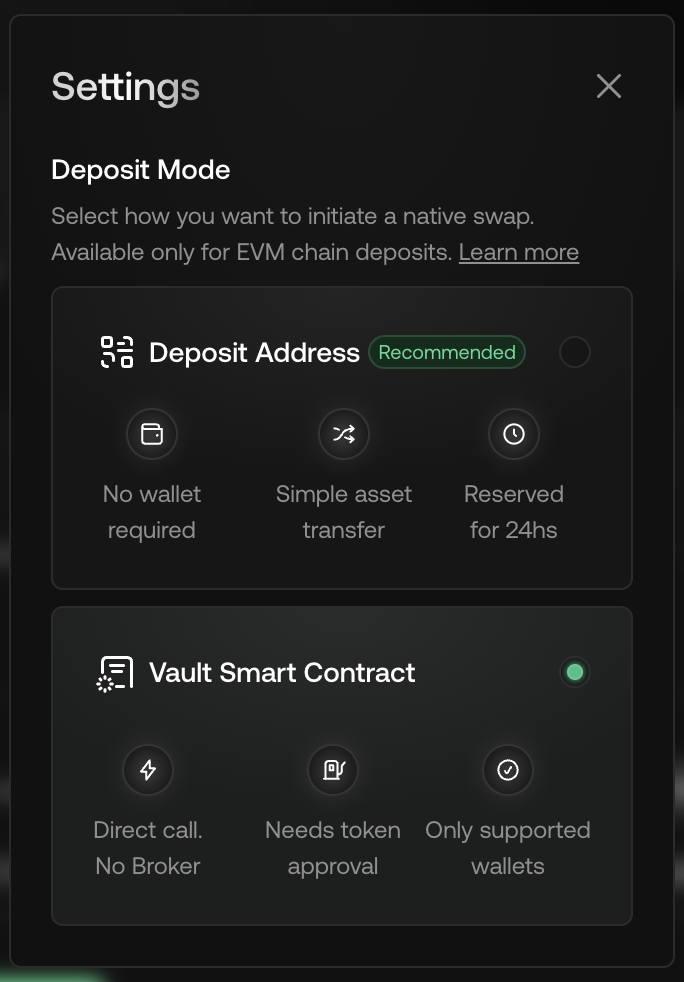 Settings
Deposit Mode
Select how you want to initiate a native swap.
Available only for EVM chain deposits. Learn more
Deposit Address Recommended
No wallet
required
Simple asset
transfer
Reserved
for 24hs
Vault Smart Contract
Direct call.
No Broker
Needs token
approval
Only supported
wallets